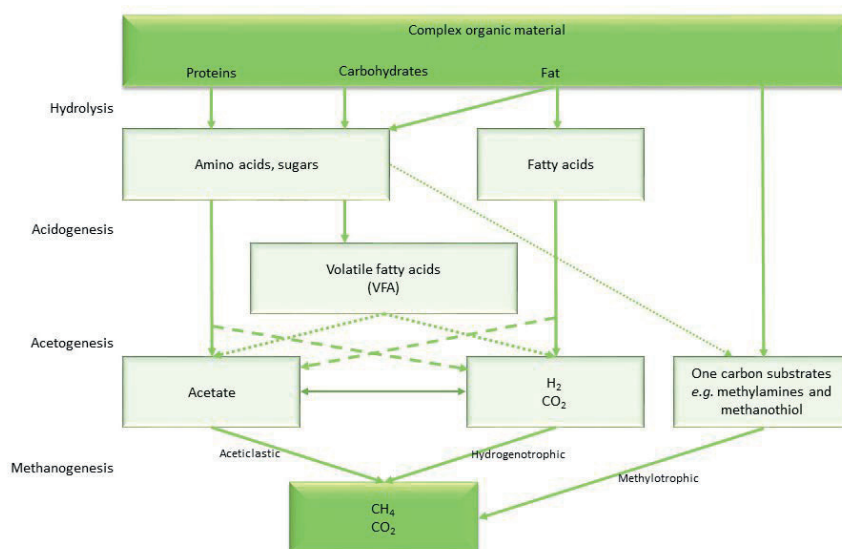 Complex organic material
Proteins
Carbohydrates
Fat
Hydrolysis
Amino acids, sugars
Fatty acids
Acidogenesis
Volatile fatty acids
(VFA)
Acetogenesis
Acetate
H₂
CO₂
One carbon substrates
e.g. methylamines and
methanothiol
Aceticlastic
Hydrogenotrophic
Methanogenesis
Methylotrophic
CH₄
CO₂